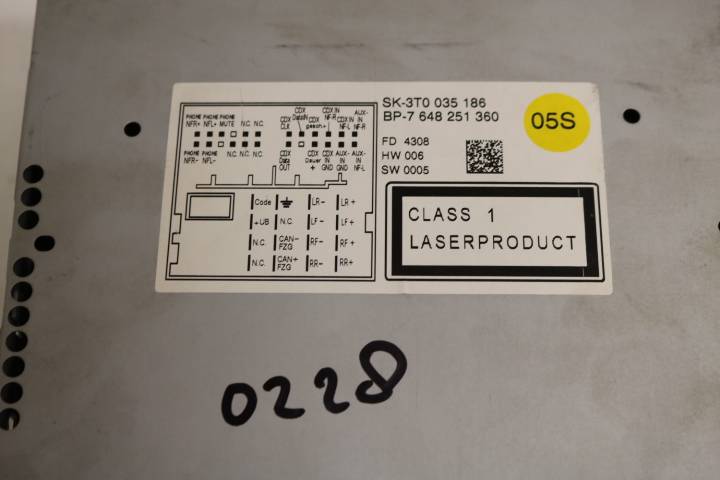 SK-3T0 035 186
BP-7 648 251 360
05S
FD 4308
HW 006
SW 0005
CLASS 1
LASERPRODUCT
PHONE NFR+ PHONE NFL+ PHONE MUTE N.C. N.C.
PHONE NFR- PHONE NFL- N.C. N.C. N.C.
CDX CLK CDX DataIN CDX gesch.+ CDX IN NF-R CDX IN NF-L AUX-IN NF-R
CDX Data OUT CDX Dauer + CDX IN GND AUX-IN GND AUX-IN NF-L
Code LR- LR+
+UB N.C. LF- LF+
N.C. CAN- FZG RF- RF+
N.C. CAN+ FZG RR- RR+
0228